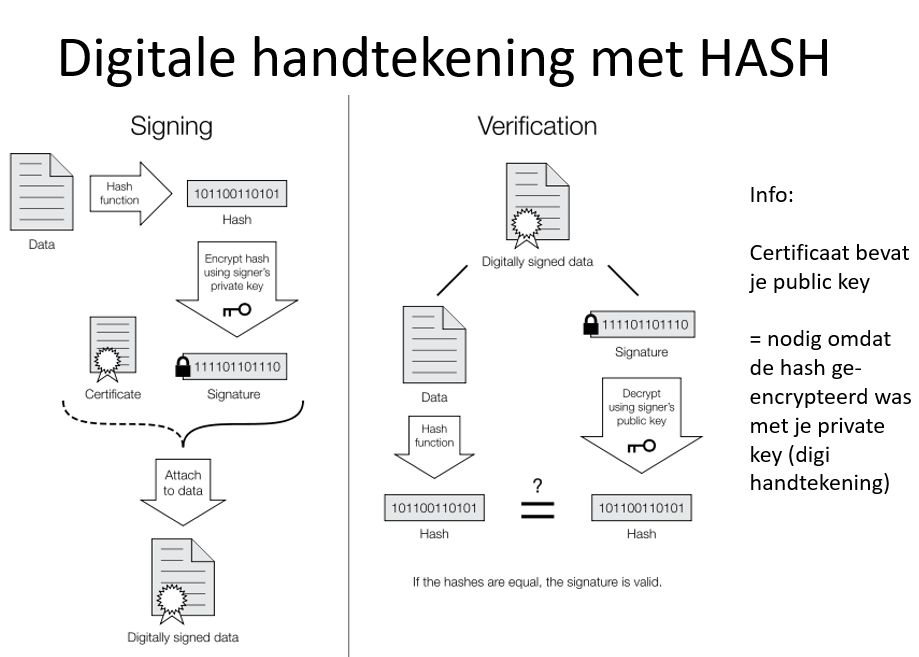 Digitale handtekening met HASH
Signing
Data
Hash
function
101100110101
Hash
Encrypt hash
using signer's
private key
Certificate
111101101110
Signature
Attach
to data
Digitally signed data
Verification
Digitally signed data
Data
Hash
function
101100110101
Hash
111101101110
Signature
Decrypt
using signer's
public key
101100110101
Hash
?
=
If the hashes are equal, the signature is valid.
Info:
Certificaat bevat
je public key
= nodig omdat
de hash ge-
encrypteerd was
met je private
key (digi
handtekening)